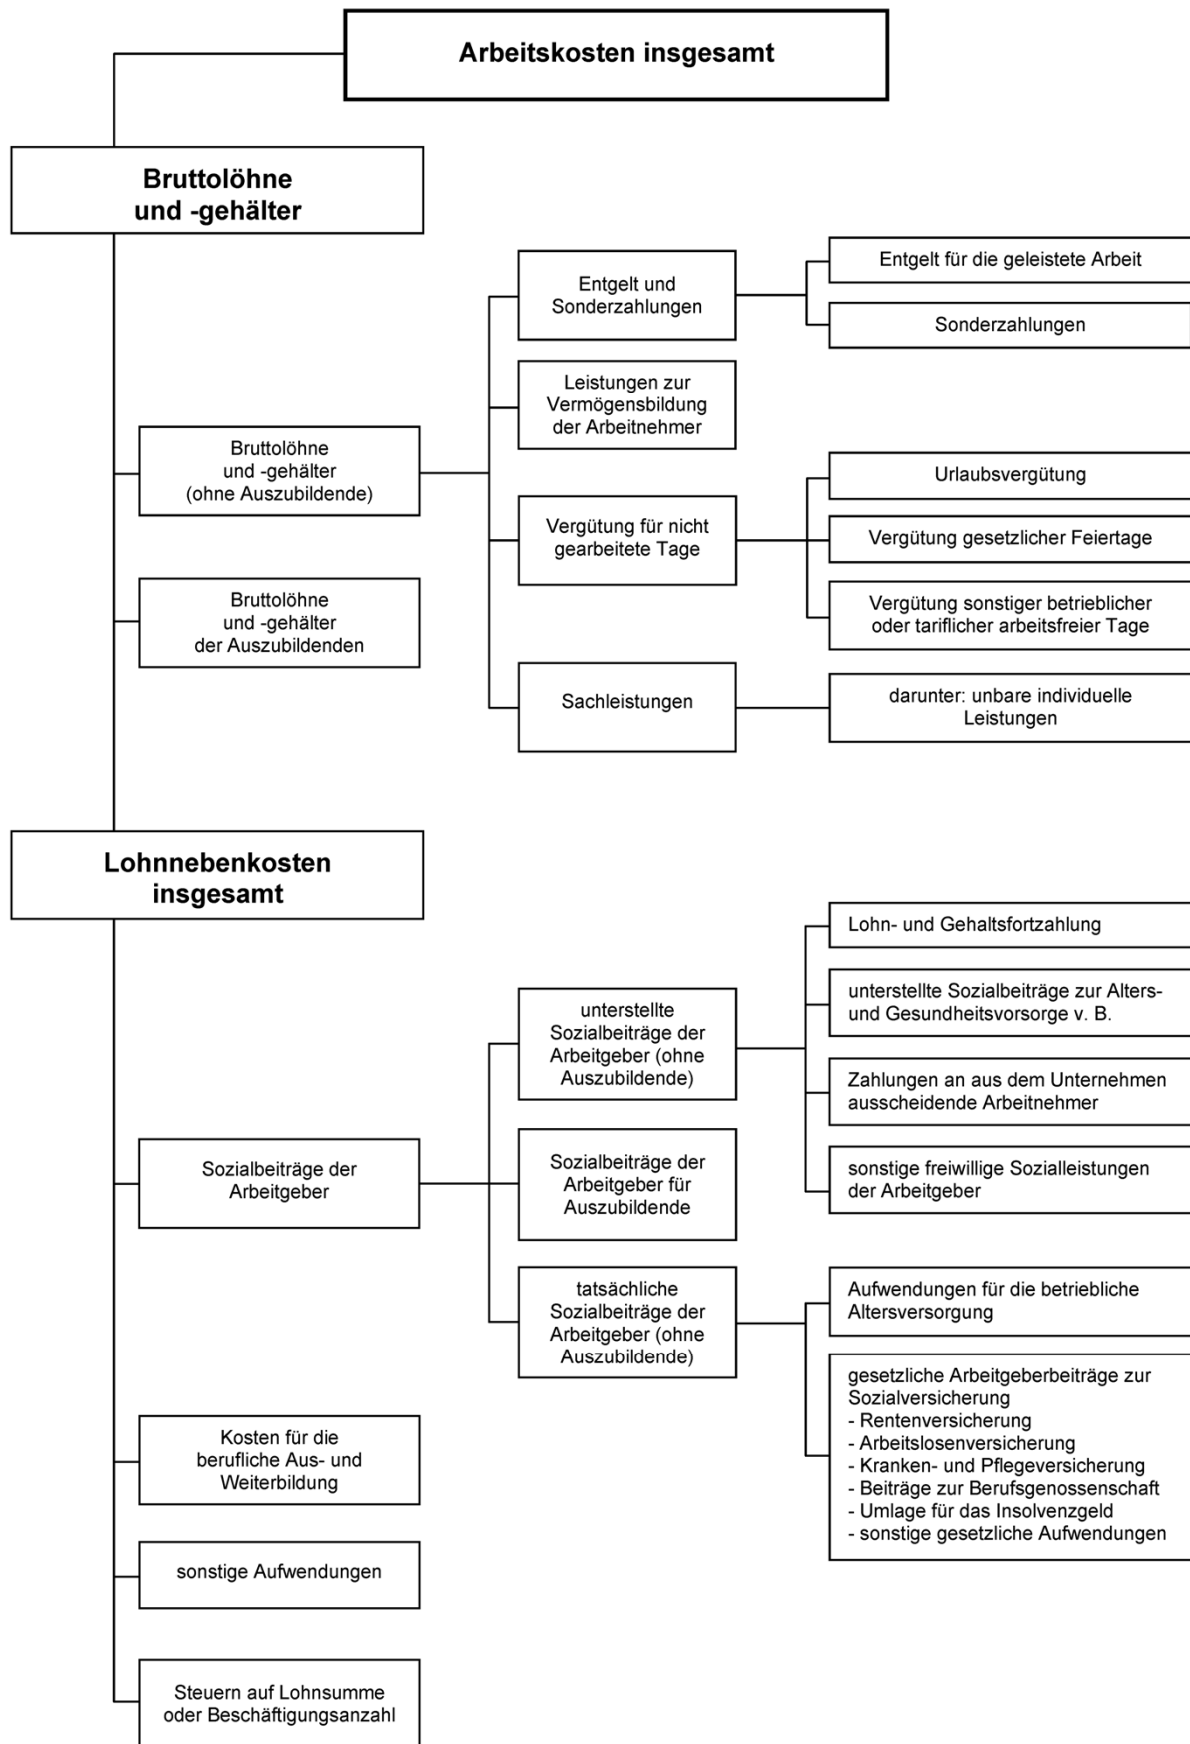 Arbeitskosten insgesamt
Bruttolöhne
und -gehälter
Bruttolöhne
und -gehälter
(ohne Auszubildende)
Entgelt und
Sonderzahlungen
Entgelt für die geleistete Arbeit
Sonderzahlungen
Leistungen zur
Vermögensbildung
der Arbeitnehmer
Vergütung für nicht
gearbeitete Tage
Urlaubsvergütung
Vergütung gesetzlicher Feiertage
Vergütung sonstiger betrieblicher
oder tariflicher arbeitsfreier Tage
Sachleistungen
darunter: unbare individuelle
Leistungen
Bruttolöhne
und -gehälter
der Auszubildenden
Lohnnebenkosten
insgesamt
Sozialbeiträge der
Arbeitgeber
unterstellte
Sozialbeiträge der
Arbeitgeber (ohne
Auszubildende)
Lohn- und Gehaltsfortzahlung
unterstellte Sozialbeiträge zur Alters-
und Gesundheitsvorsorge v. B.
Zahlungen an aus dem Unternehmen
ausscheidende Arbeitnehmer
sonstige freiwillige Sozialleistungen
der Arbeitgeber
Sozialbeiträge der
Arbeitgeber für
Auszubildende
tatsächliche
Sozialbeiträge der
Arbeitgeber (ohne
Auszubildende)
Aufwendungen für die betriebliche
Altersversorgung
gesetzliche Arbeitgeberbeiträge zur
Sozialversicherung
- Rentenversicherung
- Arbeitslosenversicherung
- Kranken- und Pflegeversicherung
- Beiträge zur Berufsgenossenschaft
- Umlage für das Insolvenzgeld
- sonstige gesetzliche Aufwendungen
Kosten für die
berufliche Aus- und
Weiterbildung
sonstige Aufwendungen
Steuern auf Lohnsumme
oder Beschäftigungsanzahl